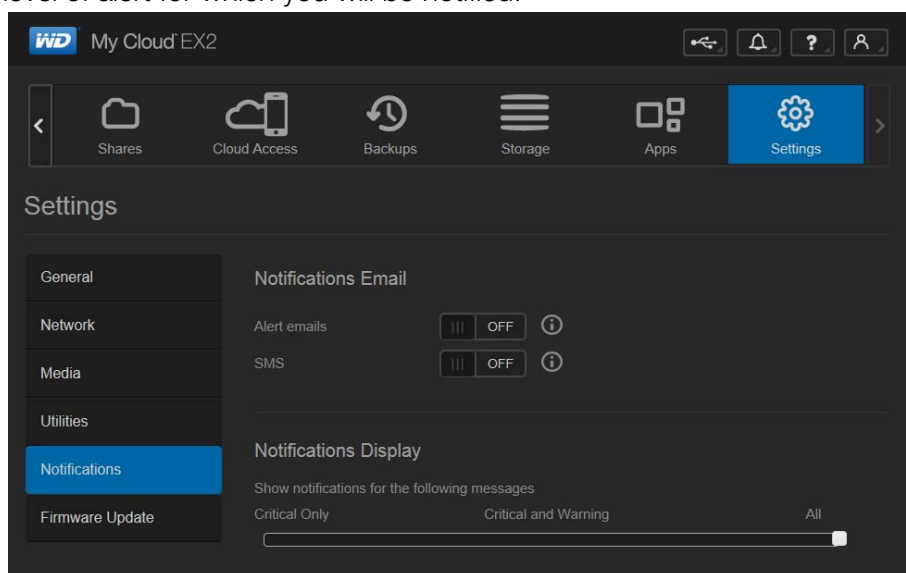 level of alert for which you will be notified.
WD My Cloud™ EX2
?
Shares
Cloud Access
Backups
Storage
Apps
Settings
Settings
General
Network
Media
Utilities
Notifications
Firmware Update
Notifications Email
Alert emails OFF
SMS OFF
Notifications Display
Show notifications for the following messages
Critical Only Critical and Warning All